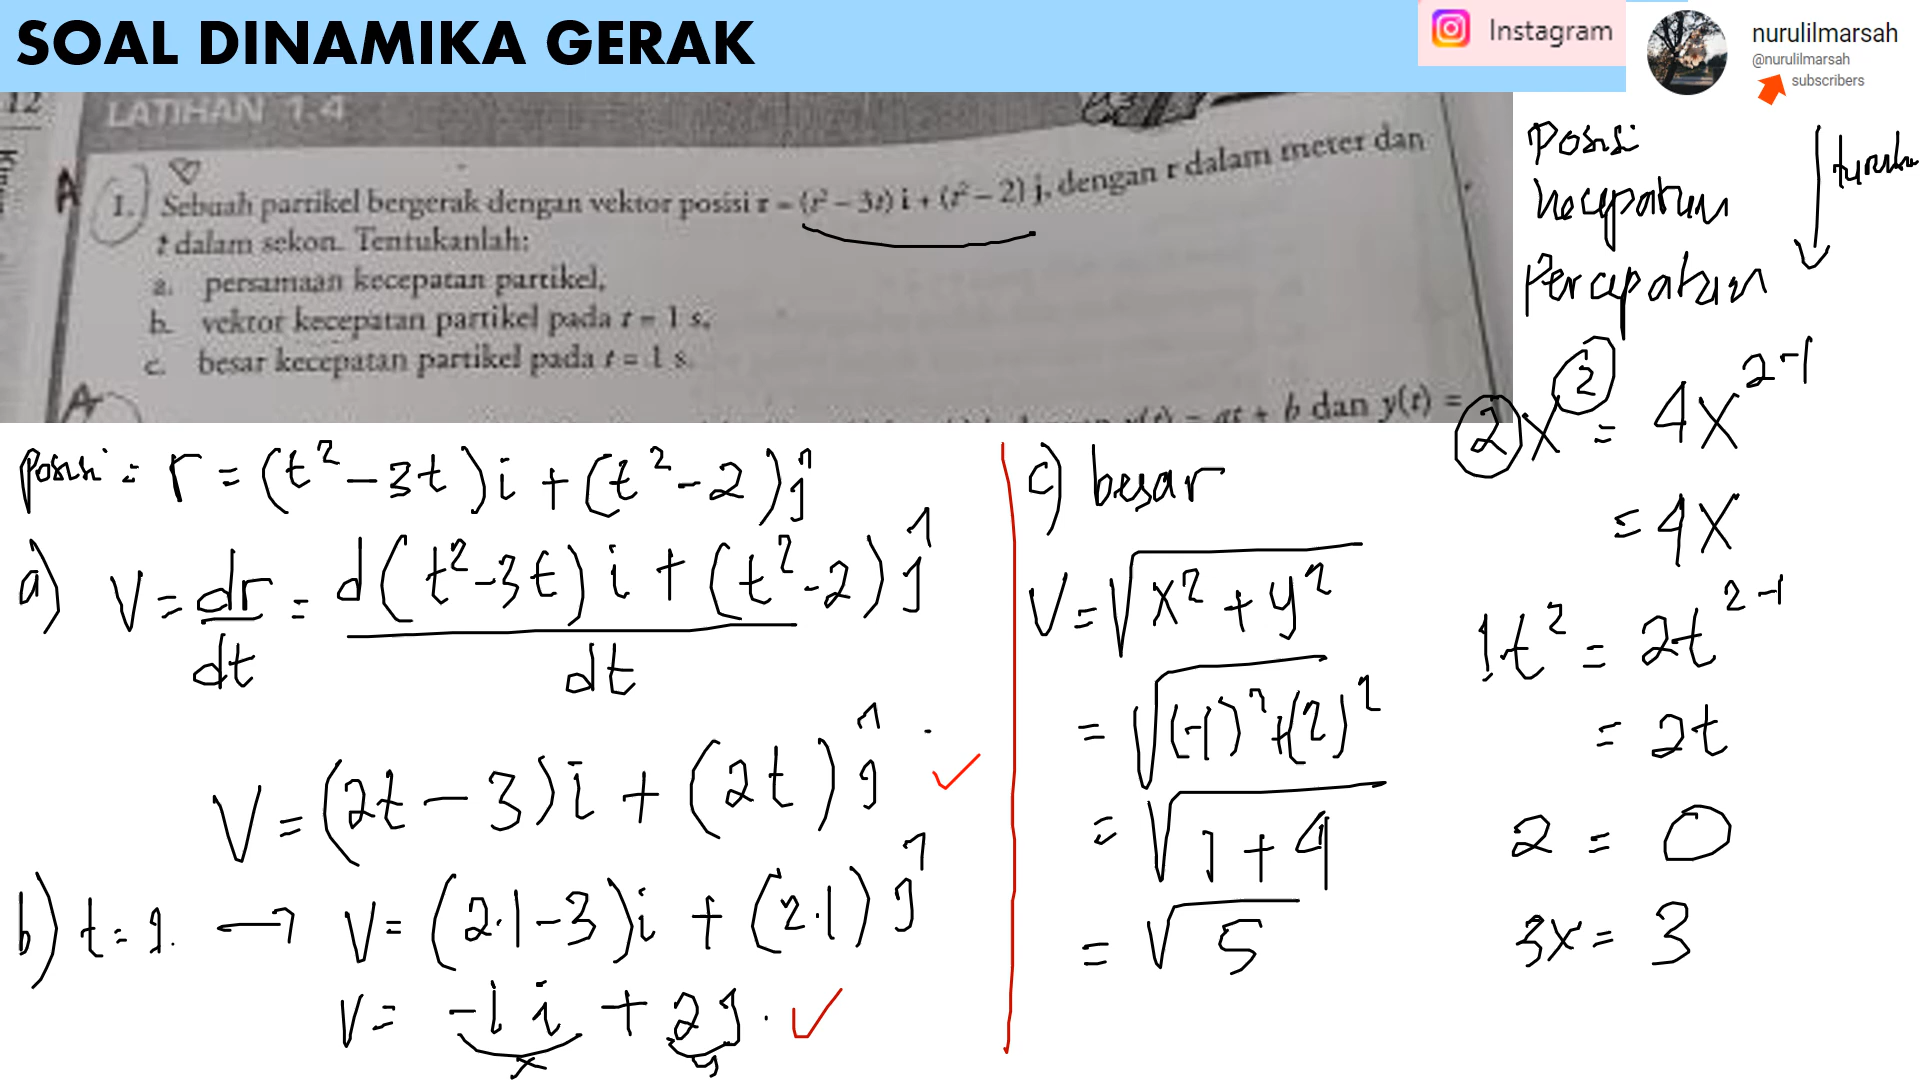 SOAL DINAMIKA GERAK
Instagram
nurulilmarsah
@nurulilmarsah
subscribers
12
LATIHAN 1.4
A
1. Sebuah partikel bergerak dengan vektor posisi r = (t² – 3t) i + (t² – 2) j, dengan r dalam meter dan
t dalam sekon. Tentukanlah:
a. persamaan kecepatan partikel,
b. vektor kecepatan partikel pada t = 1 s,
c. besar kecepatan partikel pada t = 1 s.
A
b dan y(t) =
posisi = r = (t² - 3t) i + (t² - 2) ĵ
a) V = dr/dt = d(t² - 3t) i + (t² - 2) ĵ / dt
V = (2t - 3) i + (2t) ĵ
b) t = 1. → V = (2·1 - 3) i + (2·1) ĵ
V = -1 i + 2j.
x y
c) besar
V = √x² + y²
= √(-1)² + (2)²
= √1 + 4
= √5
Posisi
kecepatan
Percepatan
2x² = 4x²⁻¹
= 4x
1t² = 2t²⁻¹
= 2t
2 = 0
3x = 3